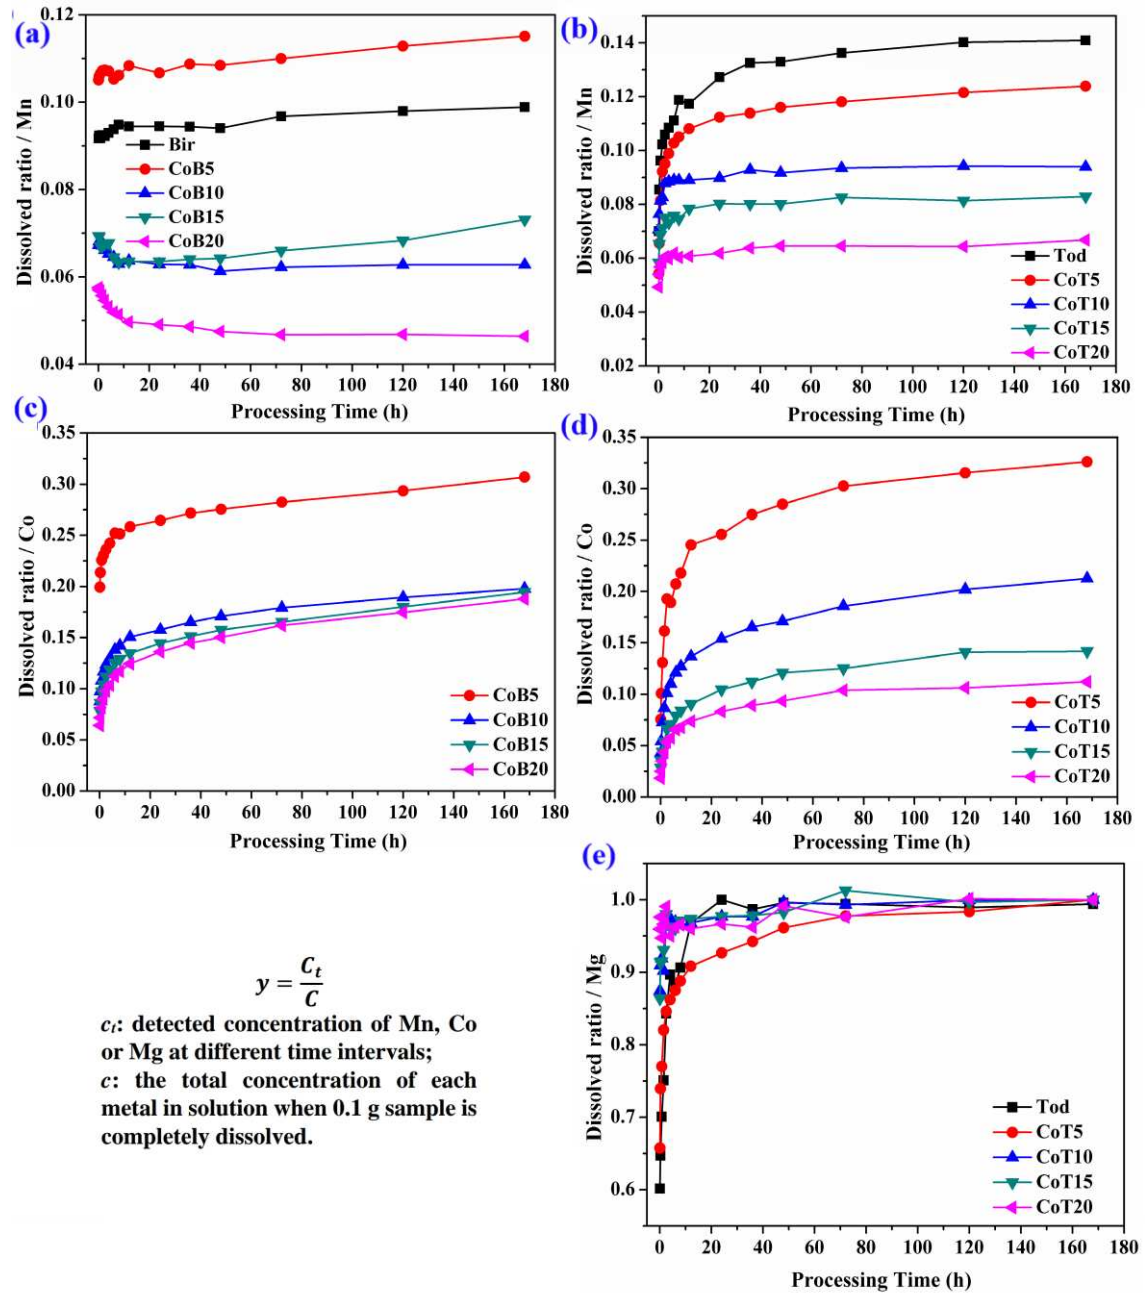 (a)
0.12
0.10
0.08
0.06
0.04
Dissolved ratio / Mn
Bir
CoB5
CoB10
CoB15
CoB20
0 20 40 60 80 100 120 140 160 180
Processing Time (h)
(b)
0.14
0.12
0.10
0.08
0.06
0.04
0.02
Dissolved ratio / Mn
Tod
CoT5
CoT10
CoT15
CoT20
0 20 40 60 80 100 120 140 160 180
Processing Time (h)
(c)
0.35
0.30
0.25
0.20
0.15
0.10
0.05
0.00
Dissolved ratio / Co
CoB5
CoB10
CoB15
CoB20
0 20 40 60 80 100 120 140 160 180
Processing Time (h)
(d)
0.35
0.30
0.25
0.20
0.15
0.10
0.05
0.00
Dissolved ratio / Co
CoT5
CoT10
CoT15
CoT20
0 20 40 60 80 100 120 140 160 180
Processing Time (h)
y = C_t / C
c_t: detected concentration of Mn, Co
or Mg at different time intervals;
c: the total concentration of each
metal in solution when 0.1 g sample is
completely dissolved.
(e)
1.0
0.9
0.8
0.7
0.6
Dissolved ratio / Mg
Tod
CoT5
CoT10
CoT15
CoT20
0 20 40 60 80 100 120 140 160 180
Processing Time (h)